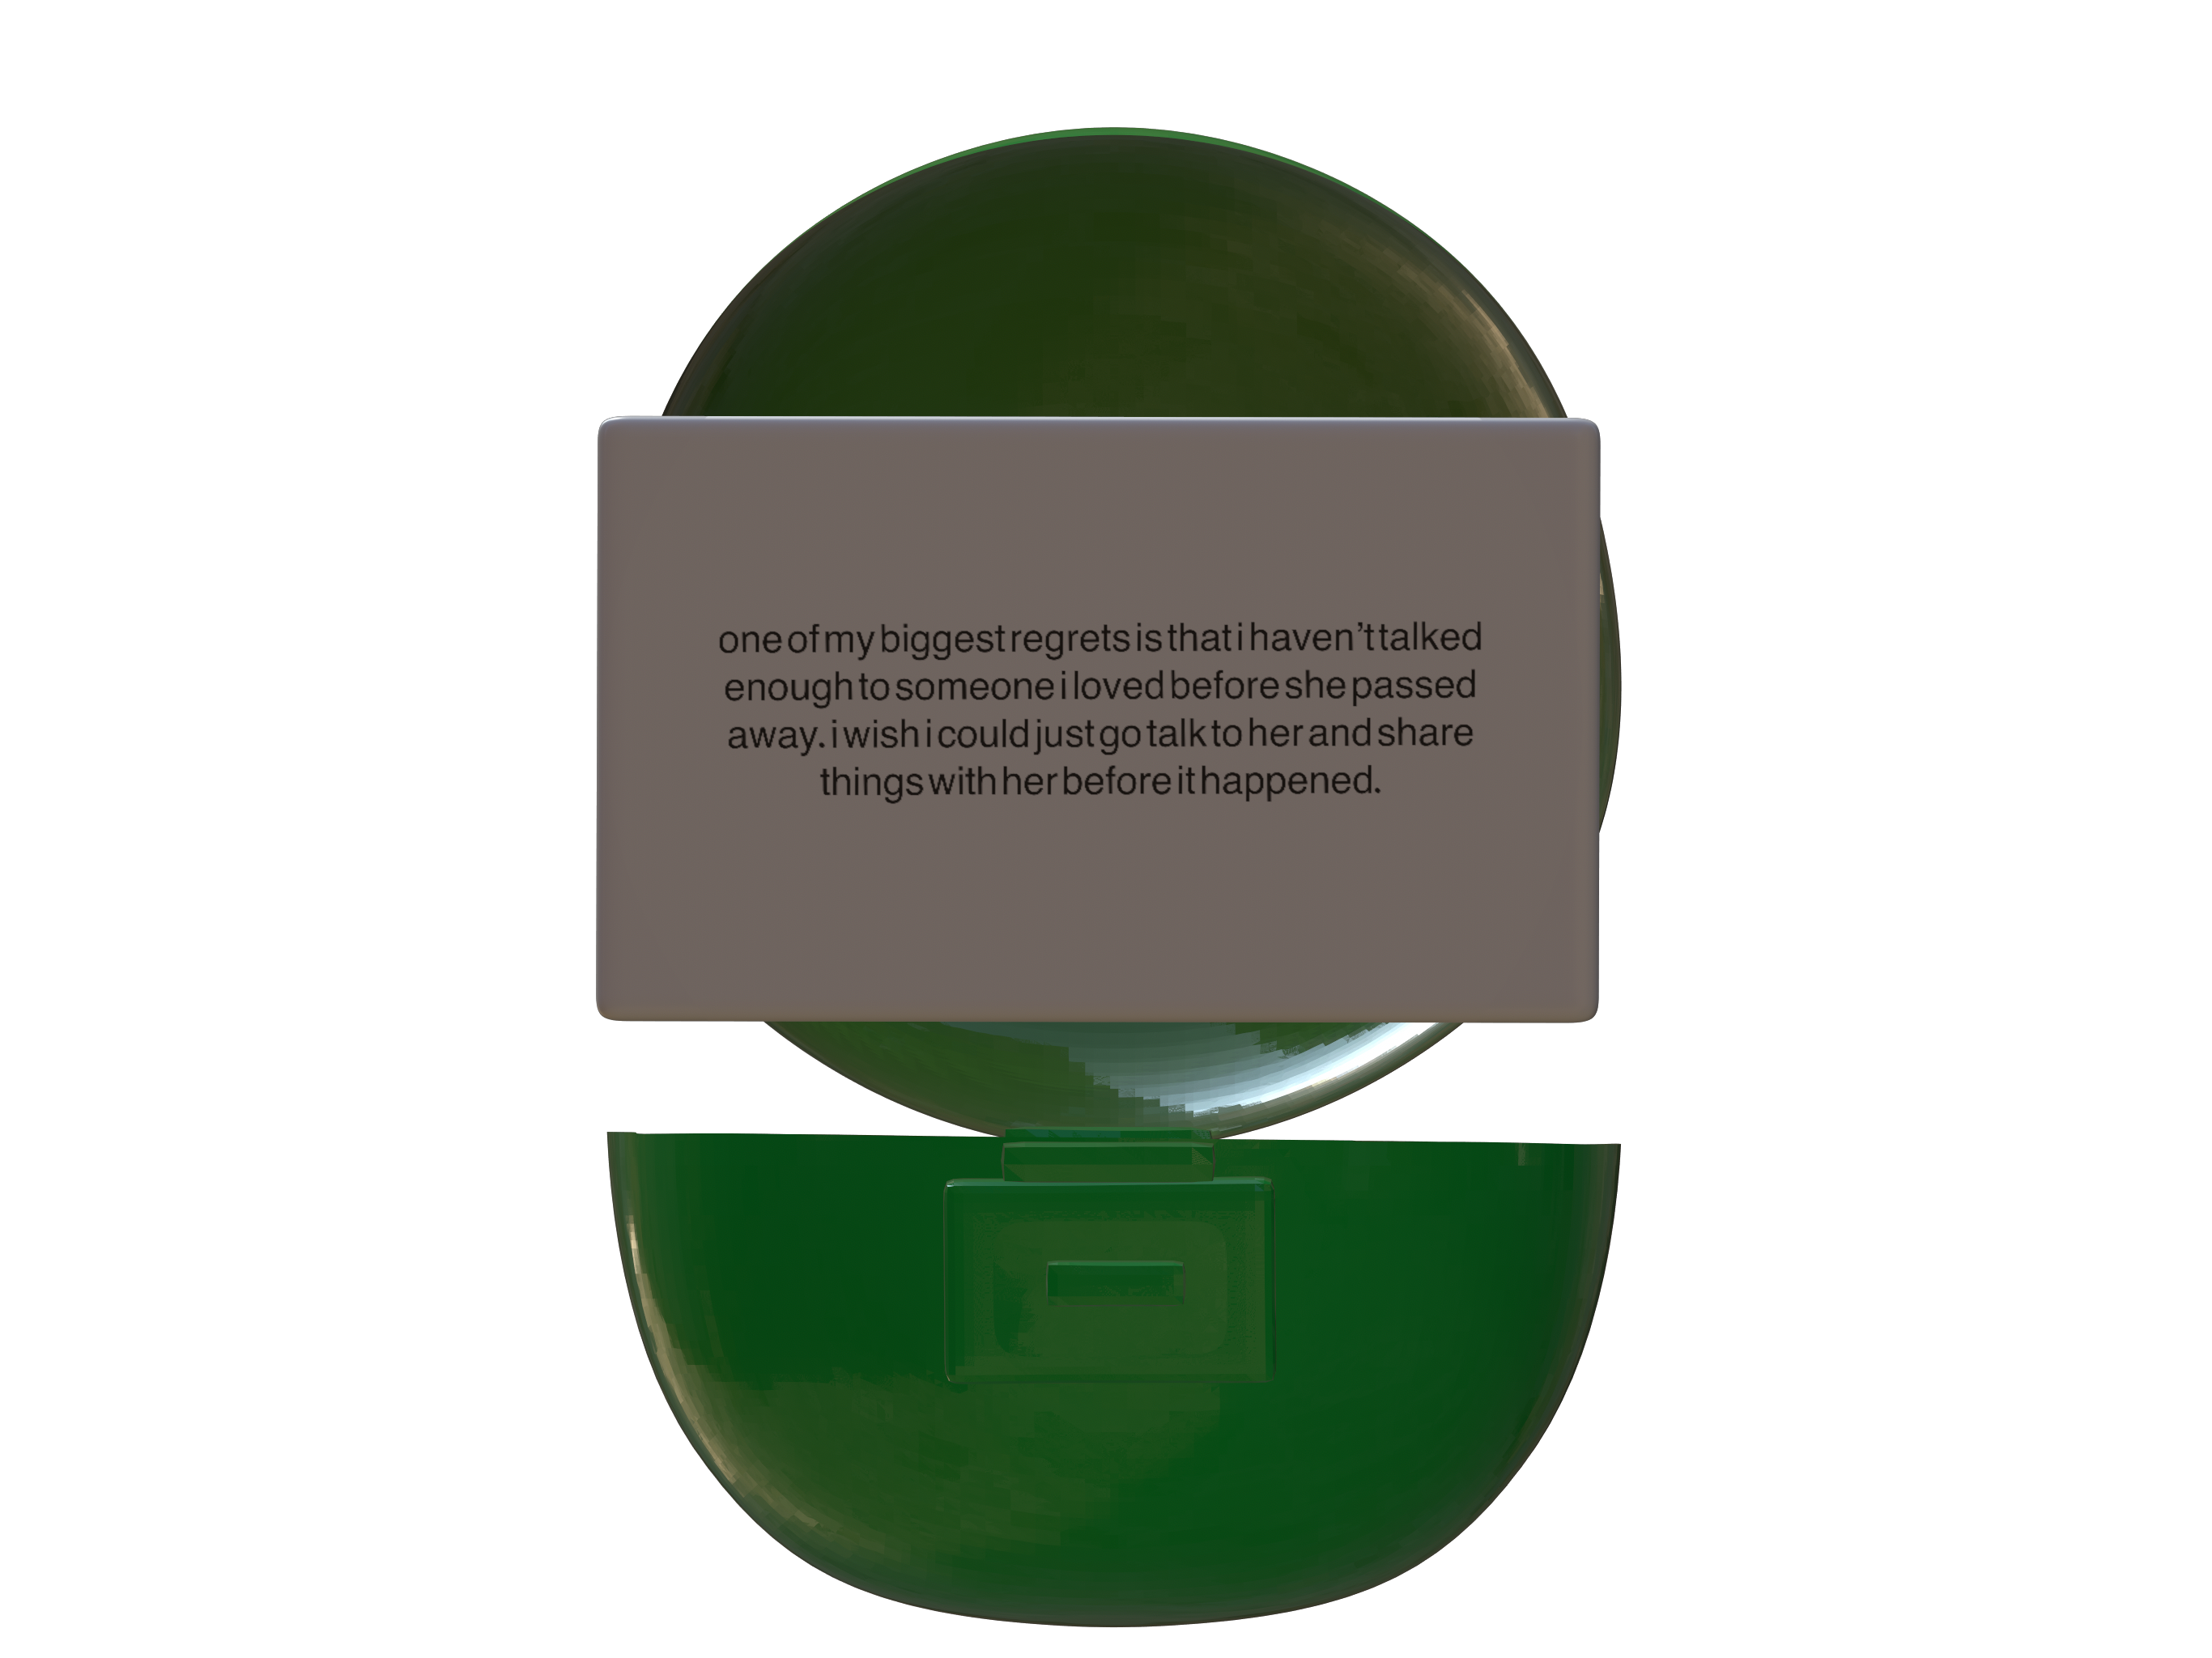 one of my biggest regrets is that i haven't talked
enough to someone i loved before she passed
away. i wish i could just go talk to her and share
things with her before it happened.